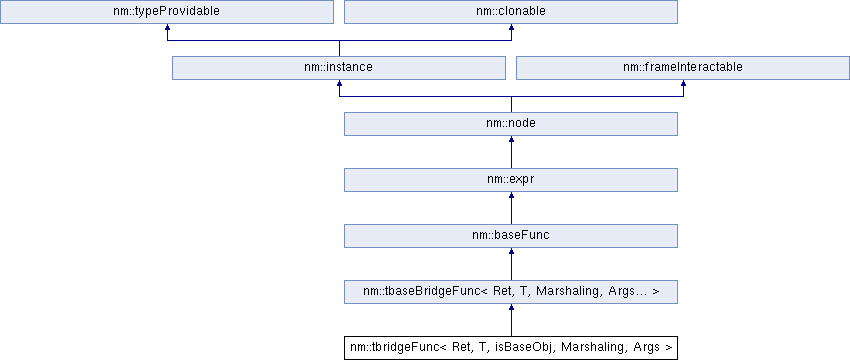 nm::typeProvidable
nm::clonable
nm::instance
nm::frameInteractable
nm::node
nm::expr
nm::baseFunc
nm::tbaseBridgeFunc< Ret, T, Marshaling, Args... >
nm::tbridgeFunc< Ret, T, isBaseObj, Marshaling, Args >